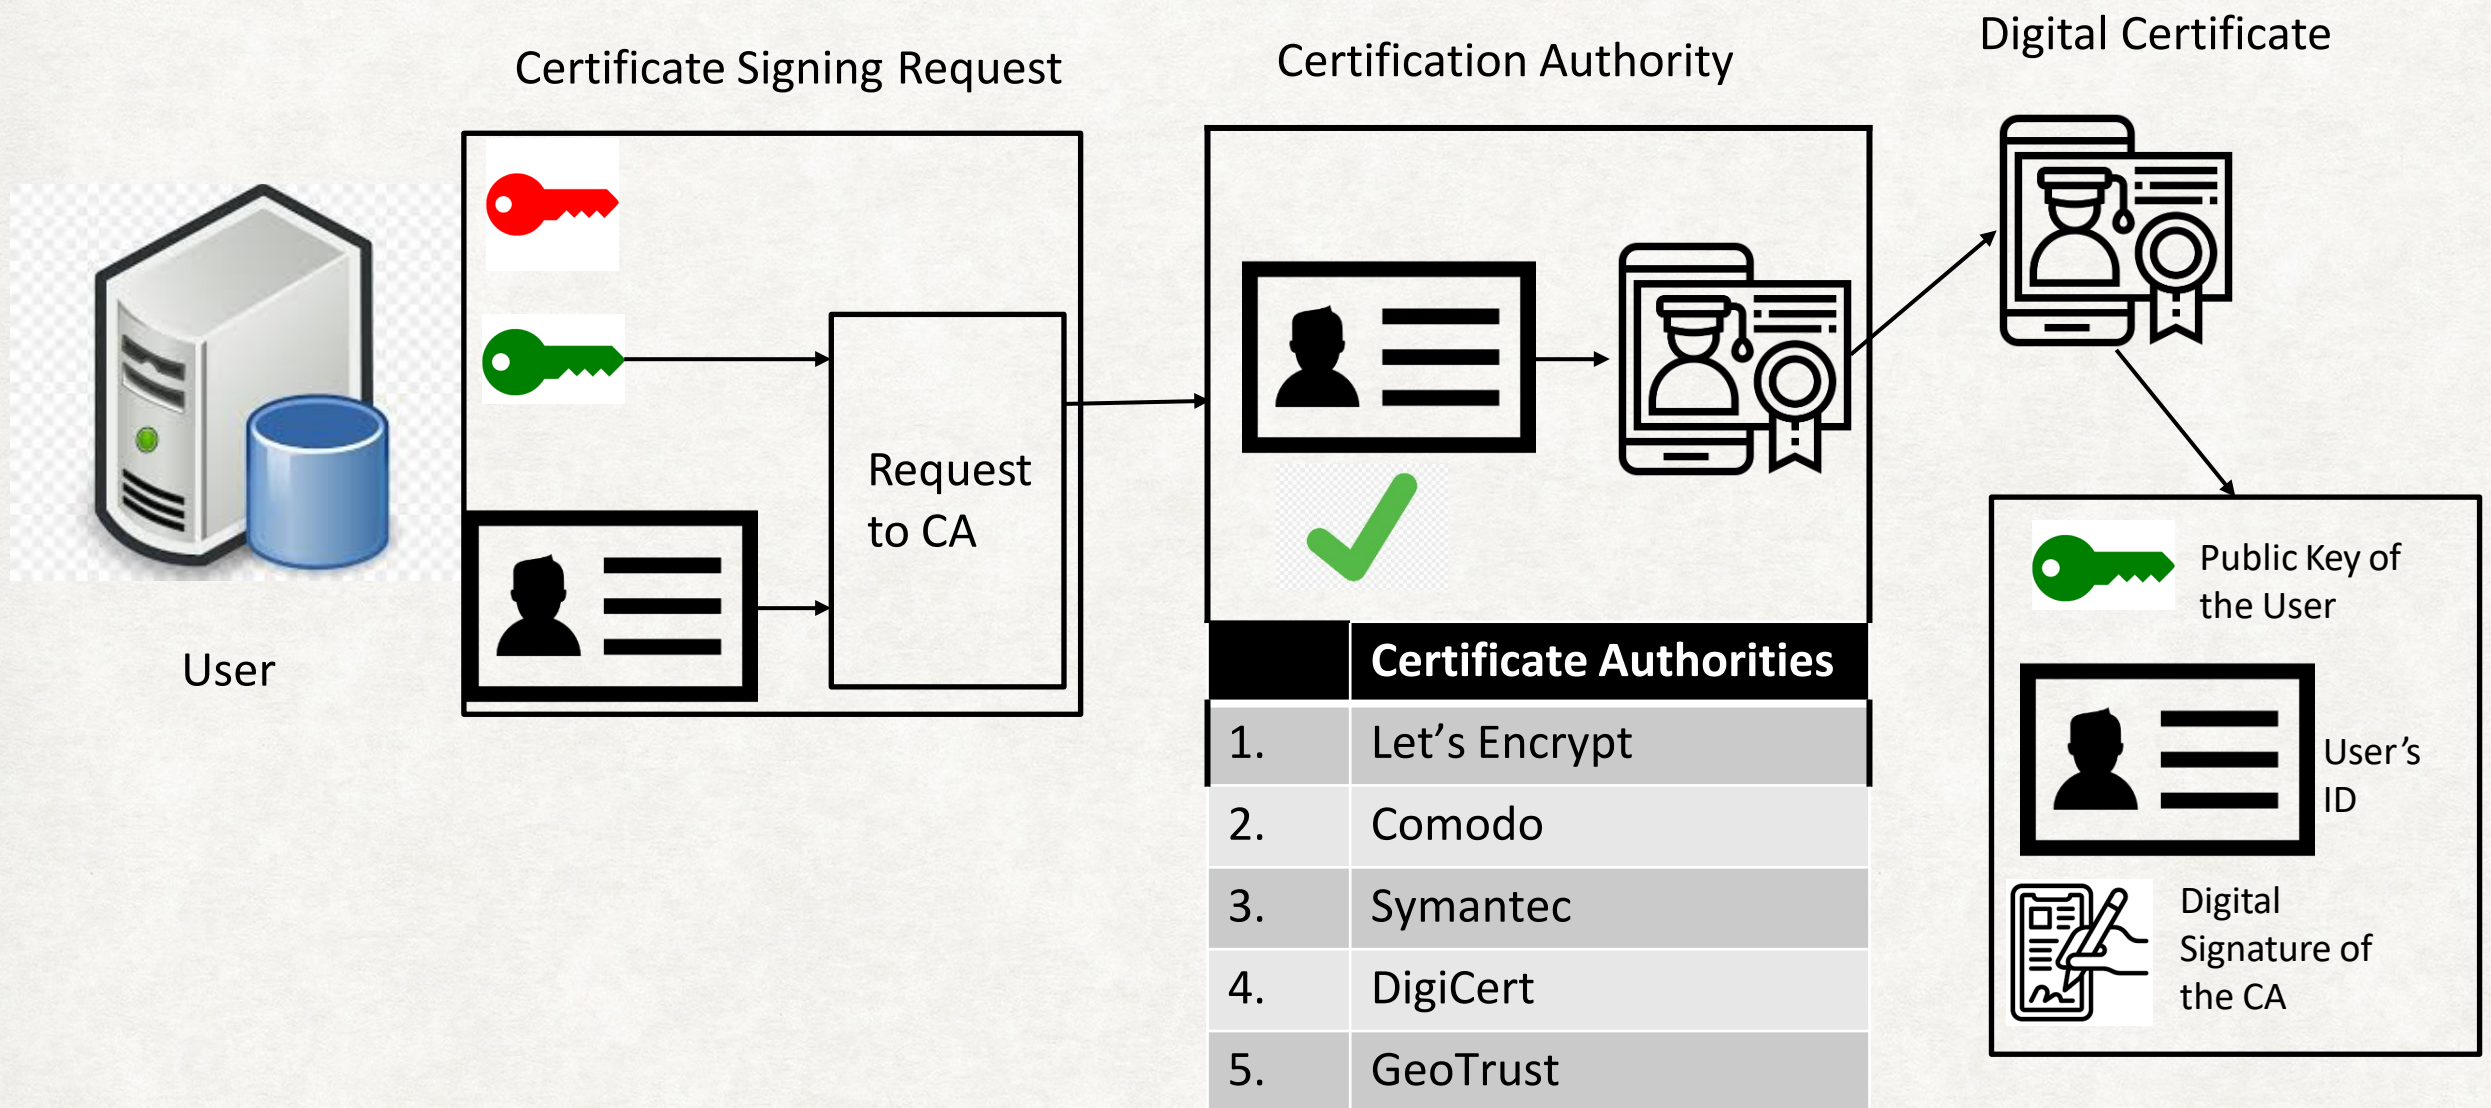 Certificate Signing Request
Certification Authority
Digital Certificate
User
Request
to CA
Certificate Authorities
1. Let’s Encrypt
2. Comodo
3. Symantec
4. DigiCert
5. GeoTrust
Public Key of
the User
User’s
ID
Digital
Signature of
the CA